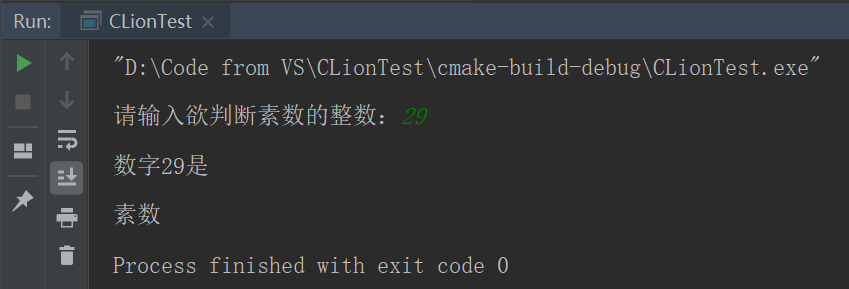 Run: CLionTest
"D:\Code from VS\CLionTest\cmake-build-debug\CLionTest.exe"
请输入欲判断素数的整数：29
数字29是
素数
Process finished with exit code 0